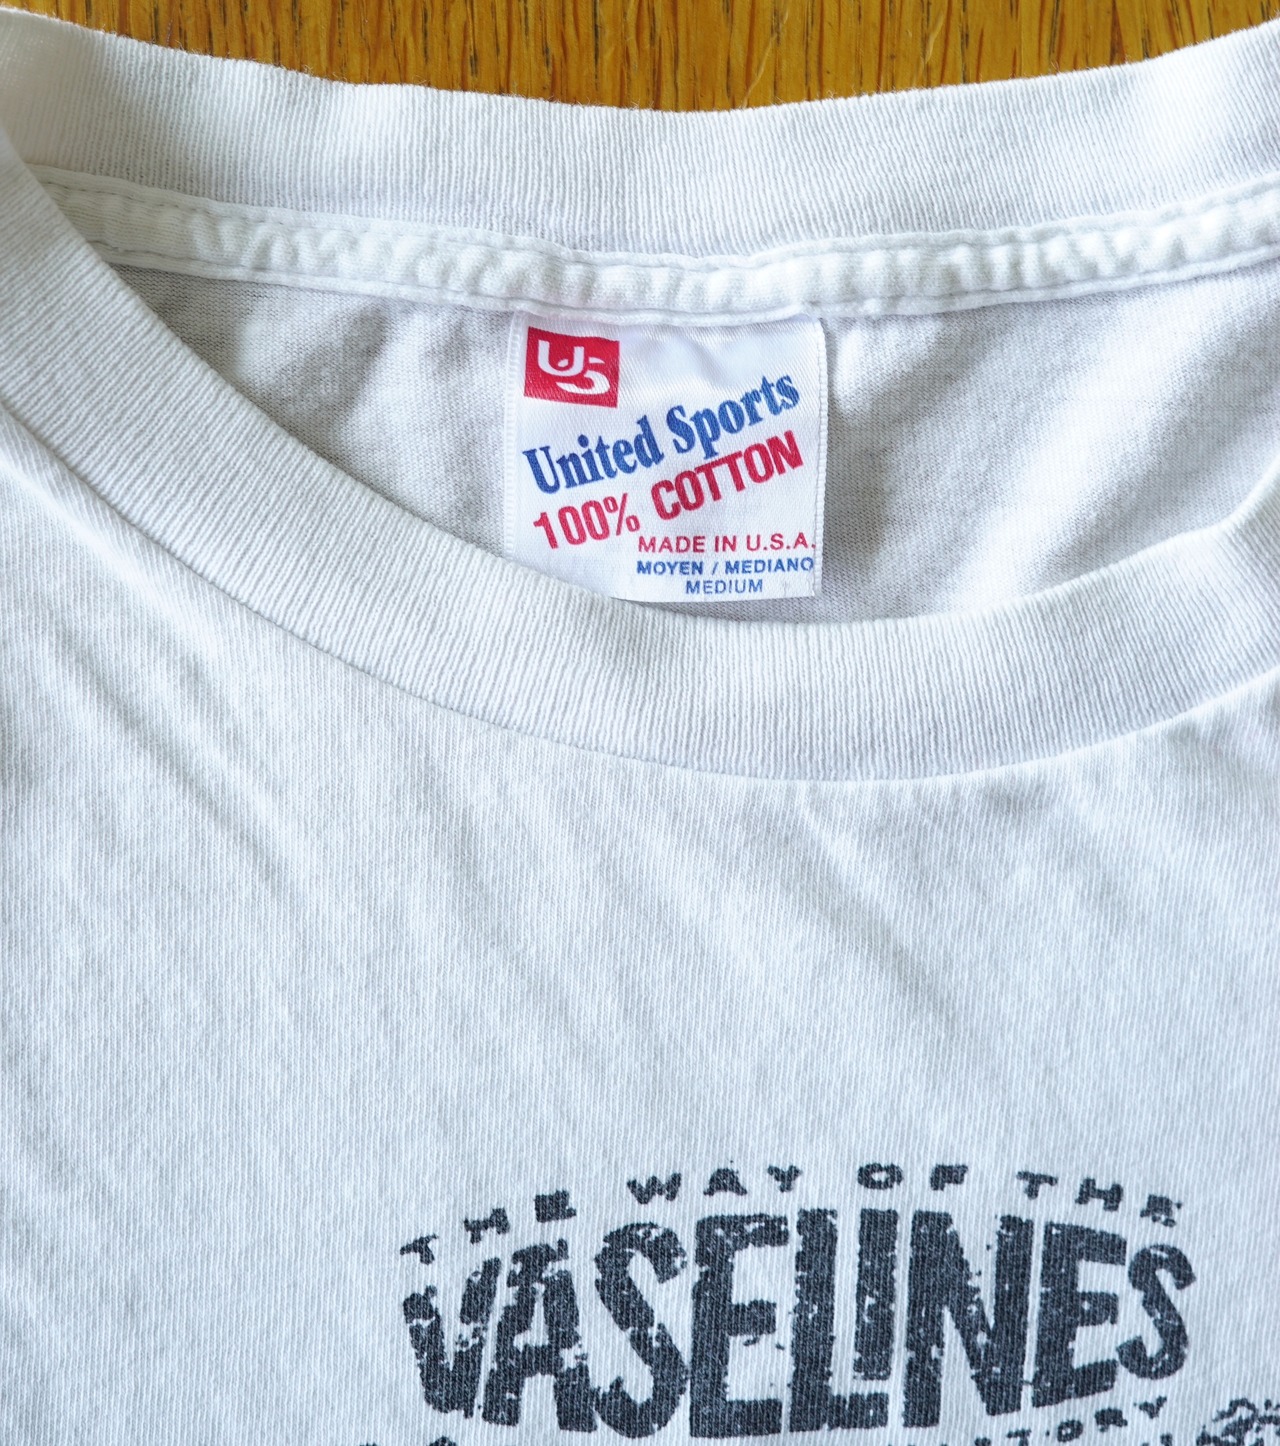 US
United Sports
100% COTTON
MADE IN U.S.A.
MOYEN / MEDIANO
MEDIUM
THE WAY OF THE
VASELINES